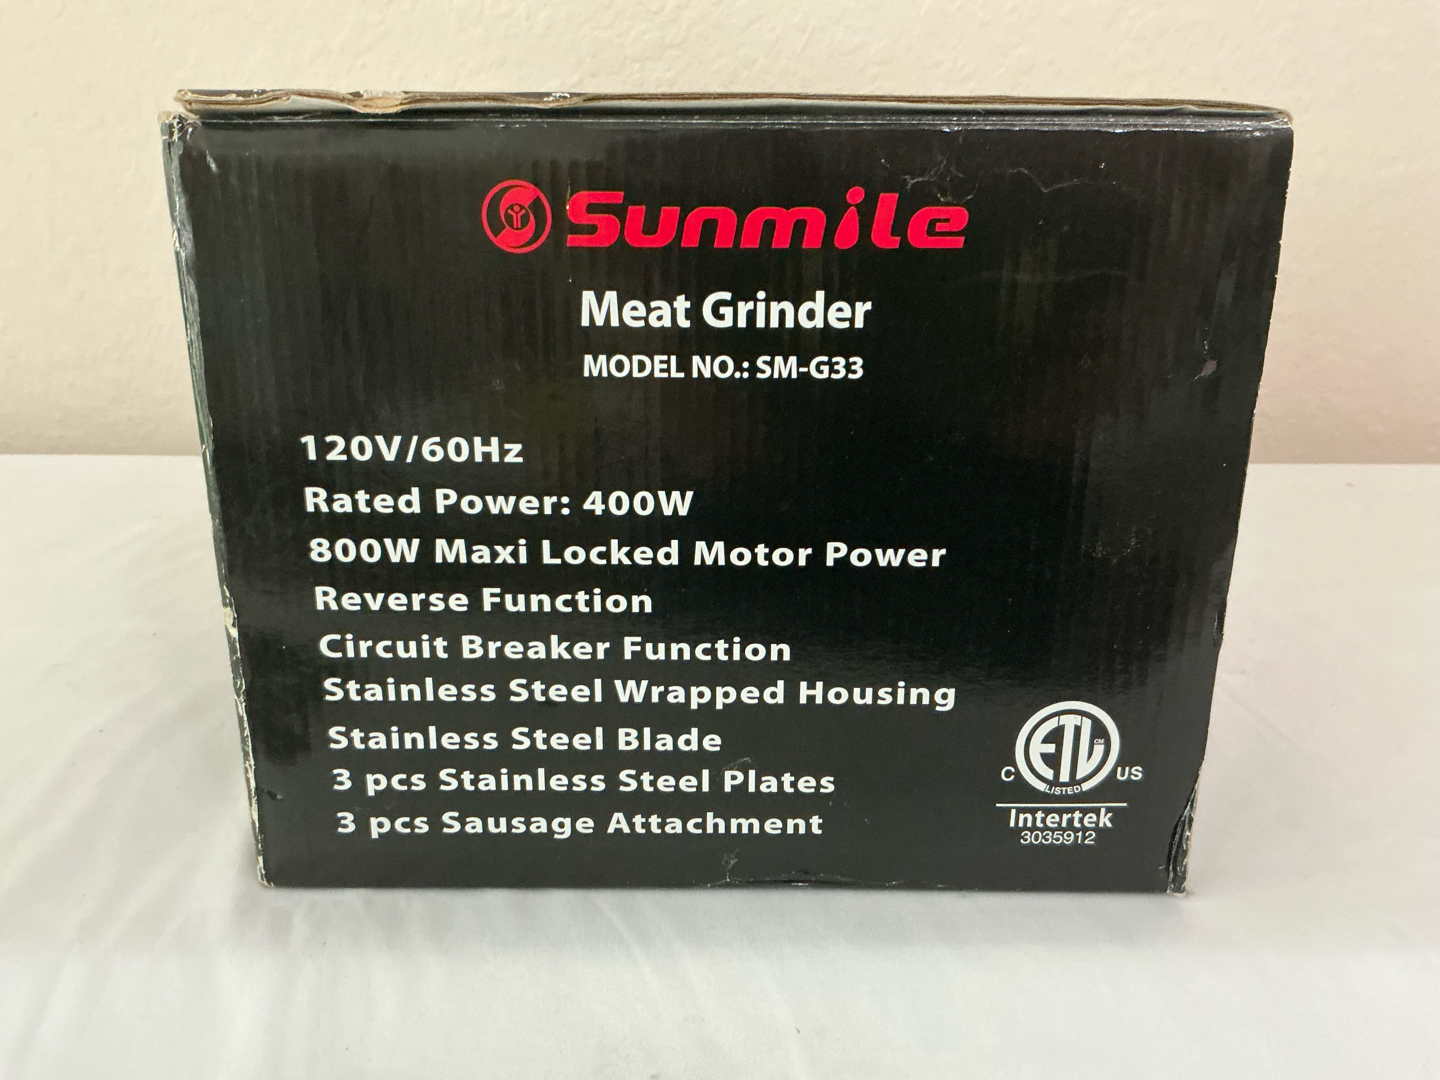 Sunmile
Meat Grinder
MODEL NO.: SM-G33
120V/60Hz
Rated Power: 400W
800W Maxi Locked Motor Power
Reverse Function
Circuit Breaker Function
Stainless Steel Wrapped Housing
Stainless Steel Blade
3 pcs Stainless Steel Plates
3 pcs Sausage Attachment
ETL CM
C US
LISTED
Intertek
3035912